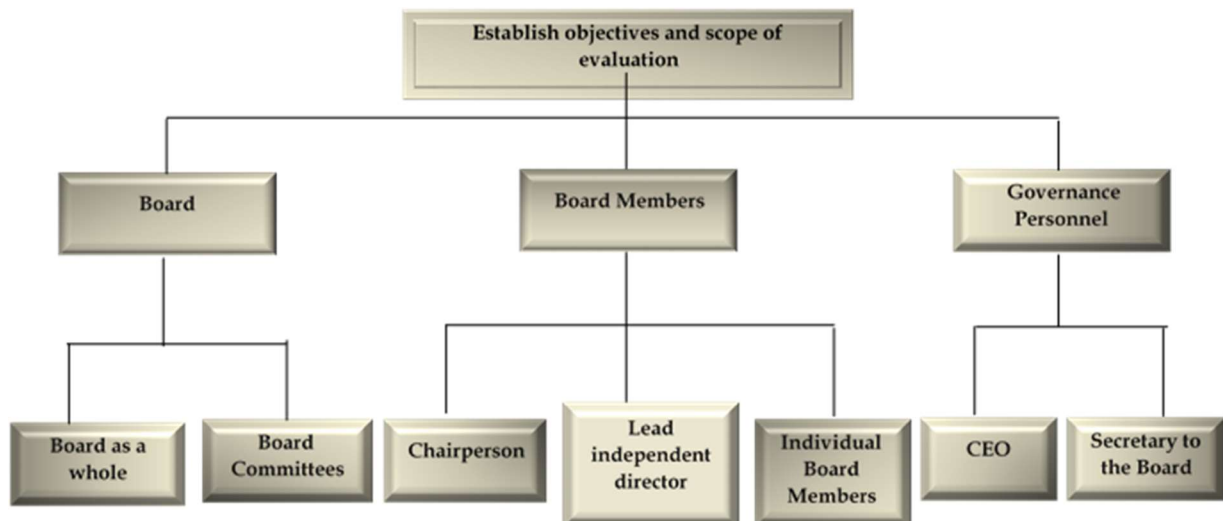 Establish objectives and scope of
evaluation
Board
Board Members
Governance
Personnel
Board as a
whole
Board
Committees
Chairperson
Lead
independent
director
Individual
Board
Members
CEO
Secretary to
the Board